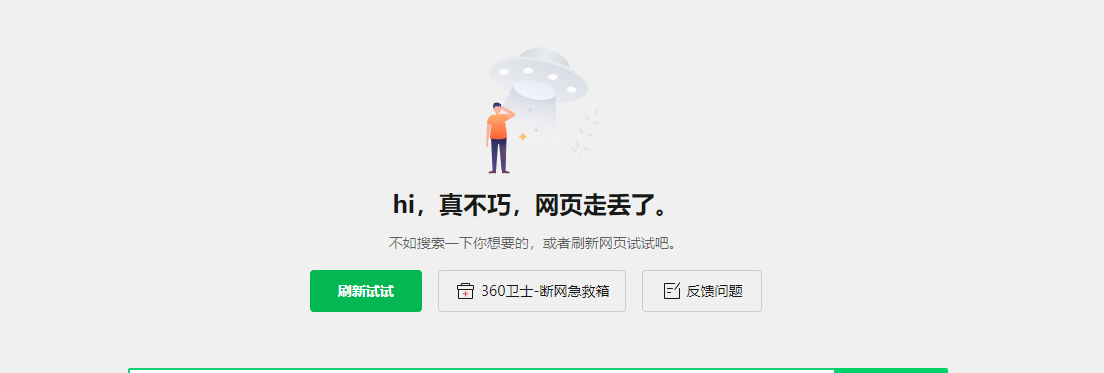 hi，真不巧，网页走丢了。
不如搜索一下你想要的，或者刷新网页试试吧。
刷新试试
360卫士-断网急救箱
反馈问题